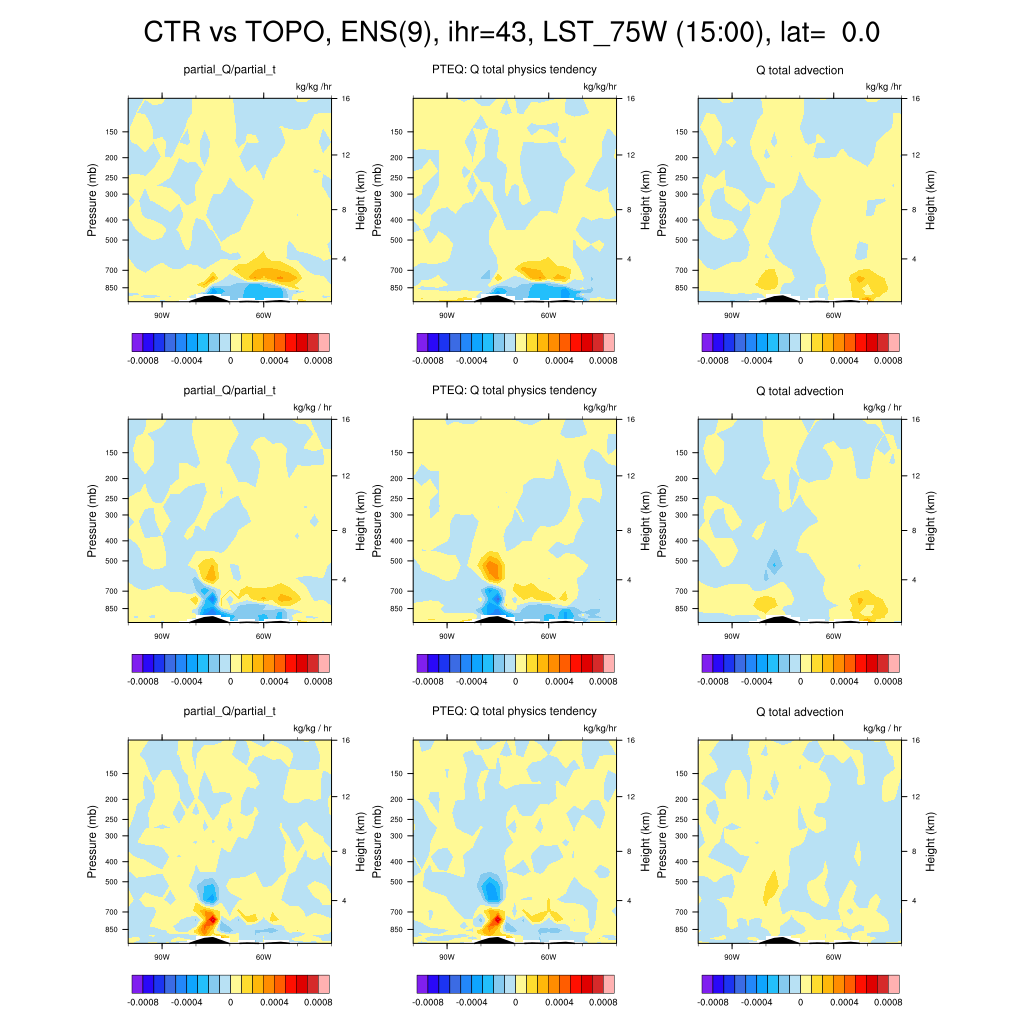 CTR vs TOPO, ENS(9), ihr=43, LST_75W (15:00), lat= 0.0
partial_Q/partial_t
kg/kg /hr
Pressure (mb)
150
200
250
300
400
500
700
850
16
12
8
4
Height (km)
90W 60W
-0.0008 -0.0004 0 0.0004 0.0008
PTEQ: Q total physics tendency
kg/kg/hr
Pressure (mb)
150
200
250
300
400
500
700
850
16
12
8
4
Height (km)
90W 60W
-0.0008 -0.0004 0 0.0004 0.0008
Q total advection
kg/kg/hr
Pressure (mb)
150
200
250
300
400
500
700
850
16
12
8
4
Height (km)
90W 60W
-0.0008 -0.0004 0 0.0004 0.0008
partial_Q/partial_t
kg/kg / hr
Pressure (mb)
150
200
250
300
400
500
700
850
16
12
8
4
Height (km)
90W 60W
-0.0008 -0.0004 0 0.0004 0.0008
PTEQ: Q total physics tendency
kg/kg/hr
Pressure (mb)
150
200
250
300
400
500
700
850
16
12
8
4
Height (km)
90W 60W
-0.0008 -0.0004 0 0.0004 0.0008
Q total advection
kg/kg / hr
Pressure (mb)
150
200
250
300
400
500
700
850
16
12
8
4
Height (km)
90W 60W
-0.0008 -0.0004 0 0.0004 0.0008
partial_Q/partial_t
kg/kg / hr
Pressure (mb)
150
200
250
300
400
500
700
850
16
12
8
4
Height (km)
90W 60W
-0.0008 -0.0004 0 0.0004 0.0008
PTEQ: Q total physics tendency
kg/kg/hr
Pressure (mb)
150
200
250
300
400
500
700
850
16
12
8
4
Height (km)
90W 60W
-0.0008 -0.0004 0 0.0004 0.0008
Q total advection
kg/kg / hr
Pressure (mb)
150
200
250
300
400
500
700
850
16
12
8
4
Height (km)
90W 60W
-0.0008 -0.0004 0 0.0004 0.0008